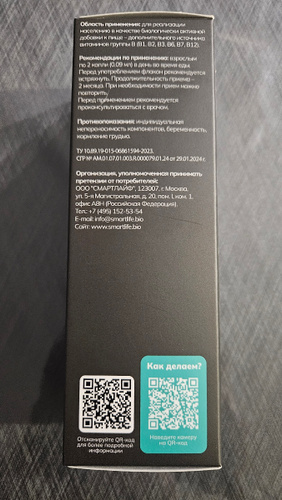 Область применения: для реализации
населению в качестве биологически активной
добавки к пище – дополнительного источника
витаминов группы В (В1, В2, В3, В6, В7, В12).
Рекомендации по применению: взрослым
по 2 капли (0.09 мл) в день во время еды.
Перед употреблением флакон рекомендуется
встряхнуть. Продолжительность приема –
2 месяца. При необходимости прием можно
повторить.
Перед применением рекомендуется
проконсультироваться с врачом.
Противопоказания: индивидуальная
непереносимость компонентов, беременность,
кормление грудью.
ТУ 10.89.19-013-06861594-2023.
СГР № AM.01.07.01.003.R.000079.01.24 от 29.01.2024 г.
Организация, уполномоченная принимать
претензии от потребителей:
ООО "СМАРТЛАЙФ", 123007, г. Москва,
ул. 5-я Магистральная, д. 20, пом. I, ком. 1.
офис АВН (Российская Федерация).
Тел.: +7 (495) 152-53-54
E-mail: info@smartlife.bio
Сайт: www.smartlife.bio
Как делаем?
Отсканируйте QR-код
для более подробной
информации
Наведите камеру
на QR-код